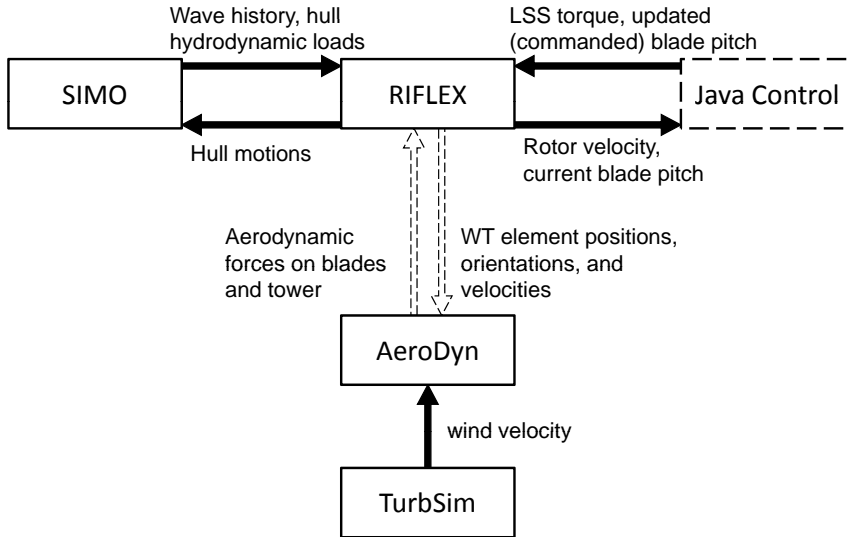 Wave history, hull
hydrodynamic loads
LSS torque, updated
(commanded) blade pitch
SIMO
RIFLEX
Java Control
Hull motions
Rotor velocity,
current blade pitch
Aerodynamic
forces on blades
and tower
WT element positions,
orientations, and
velocities
AeroDyn
wind velocity
TurbSim